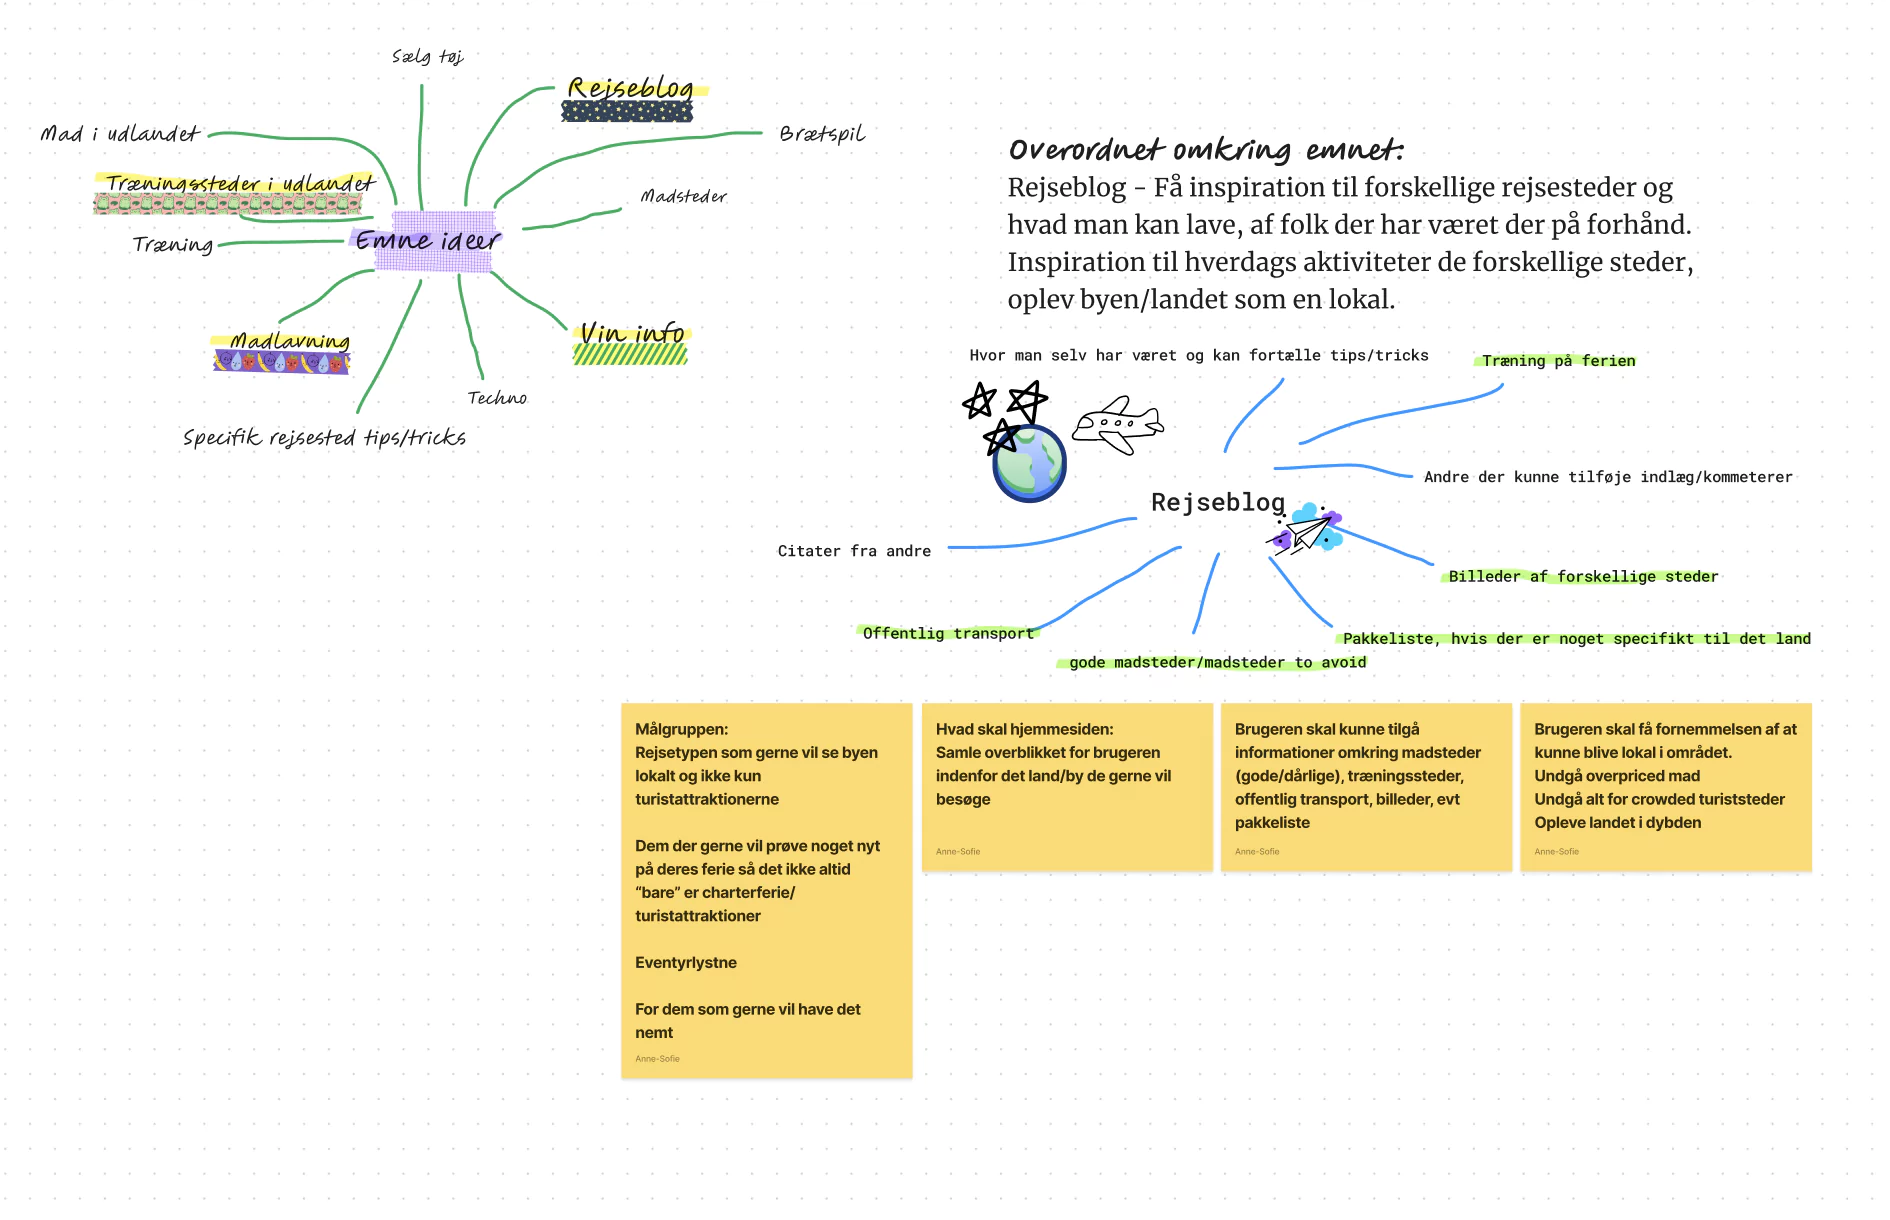 Sælg tøj
Rejseblog
Mad i udlandet
Brætspil
Træningssteder i udlandet
Madsteder
Træning
Emne ideer
Madlavning
Vin info
Techno
Specifik rejsested tips/tricks
Overordnet omkring emnet:
Rejseblog - Få inspiration til forskellige rejsesteder og
hvad man kan lave, af folk der har været der på forhånd.
Inspiration til hverdags aktiviteter de forskellige steder,
oplev byen/landet som en lokal.
Hvor man selv har været og kan fortælle tips/tricks
Træning på ferien
Andre der kunne tilføje indlæg/kommeterer
Rejseblog
Citater fra andre
Billeder af forskellige steder
Offentlig transport
Pakkeliste, hvis der er noget specifikt til det land
gode madsteder/madsteder to avoid
Målgruppen:
Rejsetypen som gerne vil se byen
lokalt og ikke kun
turistattraktionerne
Dem der gerne vil prøve noget nyt
på deres ferie så det ikke altid
“bare” er charterferie/
turistattraktioner
Eventyrlystne
For dem som gerne vil have det
nemt
Anne-Sofie
Hvad skal hjemmesiden:
Samle overblikket for brugeren
indenfor det land/by de gerne vil
besøge
Anne-Sofie
Brugeren skal kunne tilgå
informationer omkring madsteder
(gode/dårlige), træningssteder,
offentlig transport, billeder, evt
pakkeliste
Anne-Sofie
Brugeren skal få fornemmelsen af at
kunne blive lokal i området.
Undgå overpriced mad
Undgå alt for crowded turiststeder
Opleve landet i dybden
Anne-Sofie